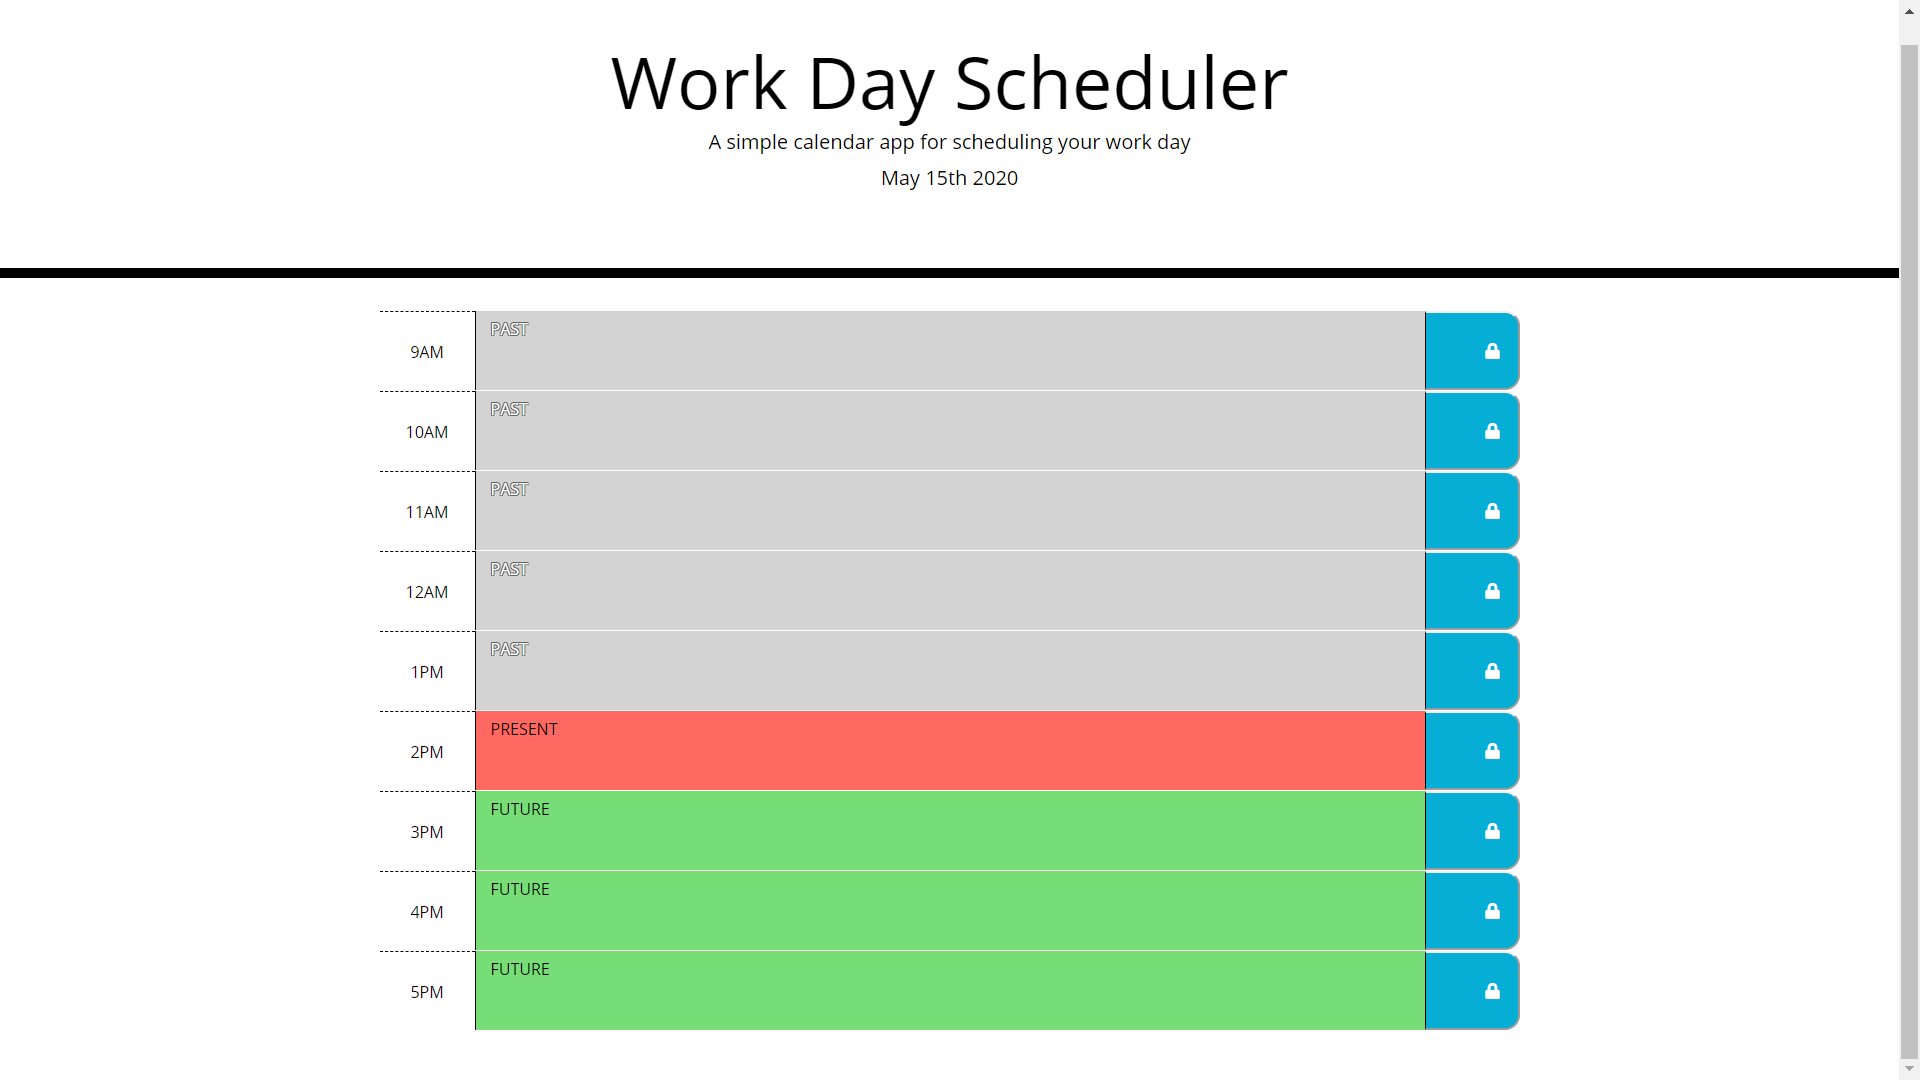 Work Day Scheduler
A simple calendar app for scheduling your work day
May 15th 2020
9AM
PAST
10AM
PAST
11AM
PAST
12AM
PAST
1PM
PAST
2PM
PRESENT
3PM
FUTURE
4PM
FUTURE
5PM
FUTURE